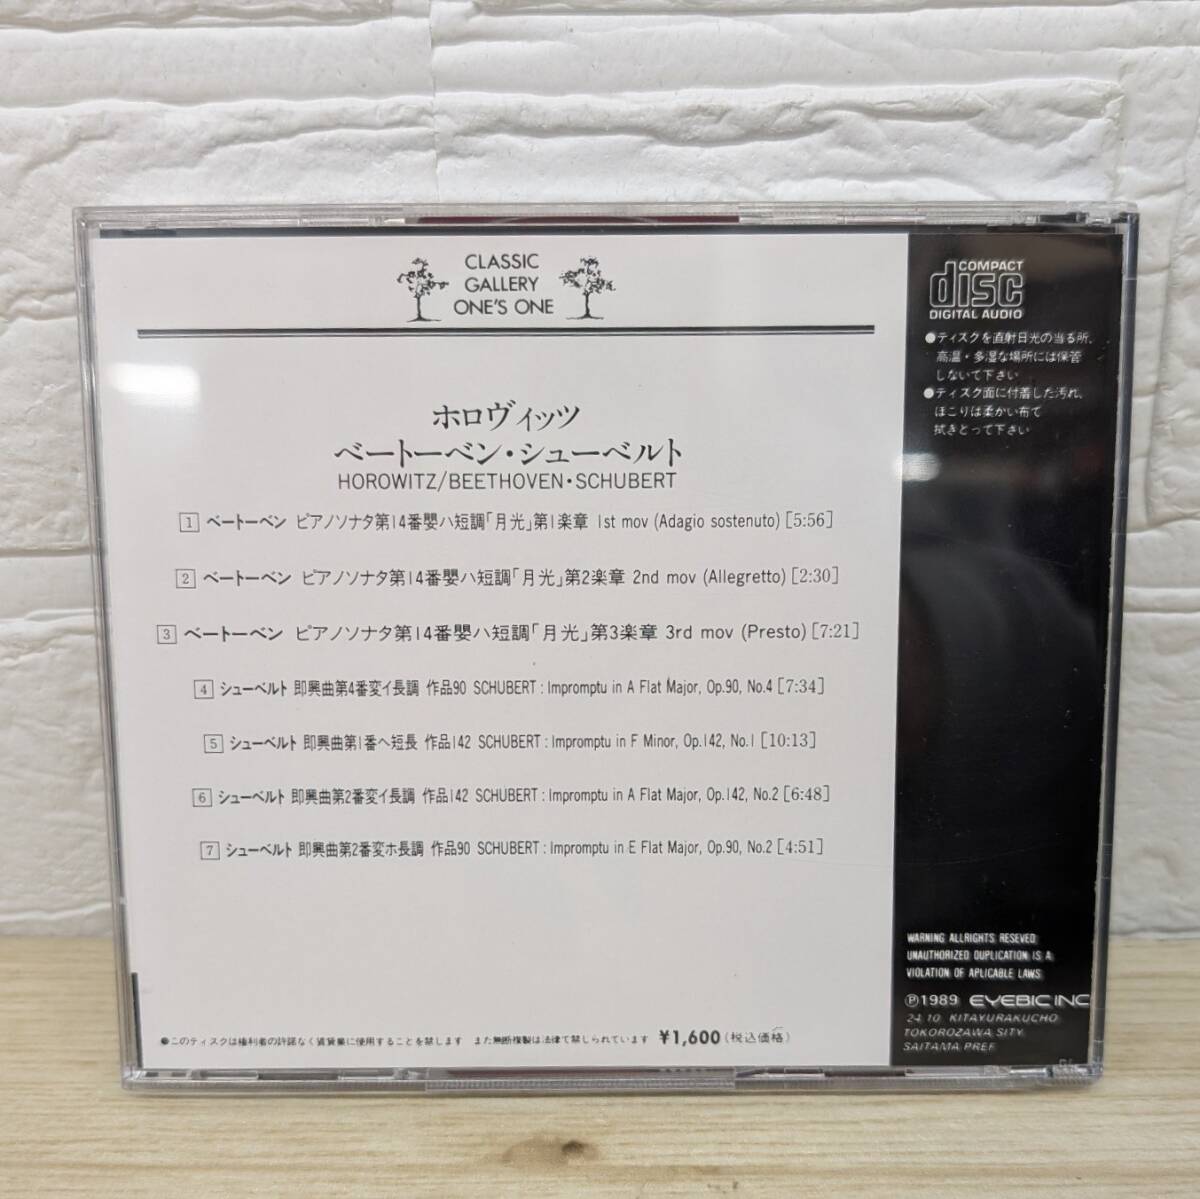 CLASSIC
GALLERY
ONE'S ONE
ホロヴィッツ
ベートーベン・シューベルト
HOROWITZ/BEETHOVEN・SCHUBERT
1 ベートーベン ピアノソナタ第14番嬰ハ短調「月光」第1楽章 1st mov (Adagio sostenuto) [5:56]
2 ベートーベン ピアノソナタ第14番嬰ハ短調「月光」第2楽章 2nd mov (Allegretto) [2:30]
3 ベートーベン ピアノソナタ第14番嬰ハ短調「月光」第3楽章 3rd mov (Presto) [7:21]
4 シューベルト 即興曲第4番変イ長調 作品90 SCHUBERT : Impromptu in A Flat Major, Op.90, No.4 [7:34]
5 シューベルト 即興曲第1番ヘ短長 作品142 SCHUBERT : Impromptu in F Minor, Op.142, No.1 [10:13]
6 シューベルト 即興曲第2番変イ長調 作品142 SCHUBERT : Impromptu in A Flat Major, Op.142, No.2 [6:48]
7 シューベルト 即興曲第2番変ホ長調 作品90 SCHUBERT : Impromptu in E Flat Major, Op.90, No.2 [4:51]
●このディスクは権利者の許諾なく賃貸業に使用することを禁じます また無断複製は法律で禁じられています ¥1,600 (税込価格)
COMPACT
disc
DIGITAL AUDIO
●ディスクを直射日光の当る所、
高温・多湿な場所には保管
しないで下さい
●ディスク面に付着した汚れ、
ほこりは柔かい布で
拭きとって下さい
WARNING ALLRIGHTS RESEVED
UNAUTHORIZED DUPLICATION IS A
VIOLATION OF APLICABLE LAWS
Ⓟ1989 EYEBIC INC
24 10 KITAYURAKUCHO
TOKOROZAWA SITY
SAITAMA PREF